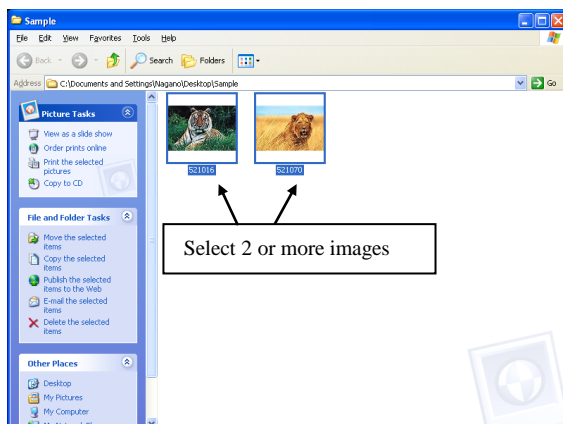 Sample
File Edit View Favorites Tools Help
Back Search Folders
Address C:\Documents and Settings\Nagano\Desktop\Sample Go
Picture Tasks
View as a slide show
Order prints online
Print the selected
pictures
Copy to CD
521016 521070
File and Folder Tasks
Move the selected
items
Copy the selected
items
Publish the selected
items to the Web
E-mail the selected
items
Delete the selected
items
Select 2 or more images
Other Places
Desktop
My Pictures
My Computer